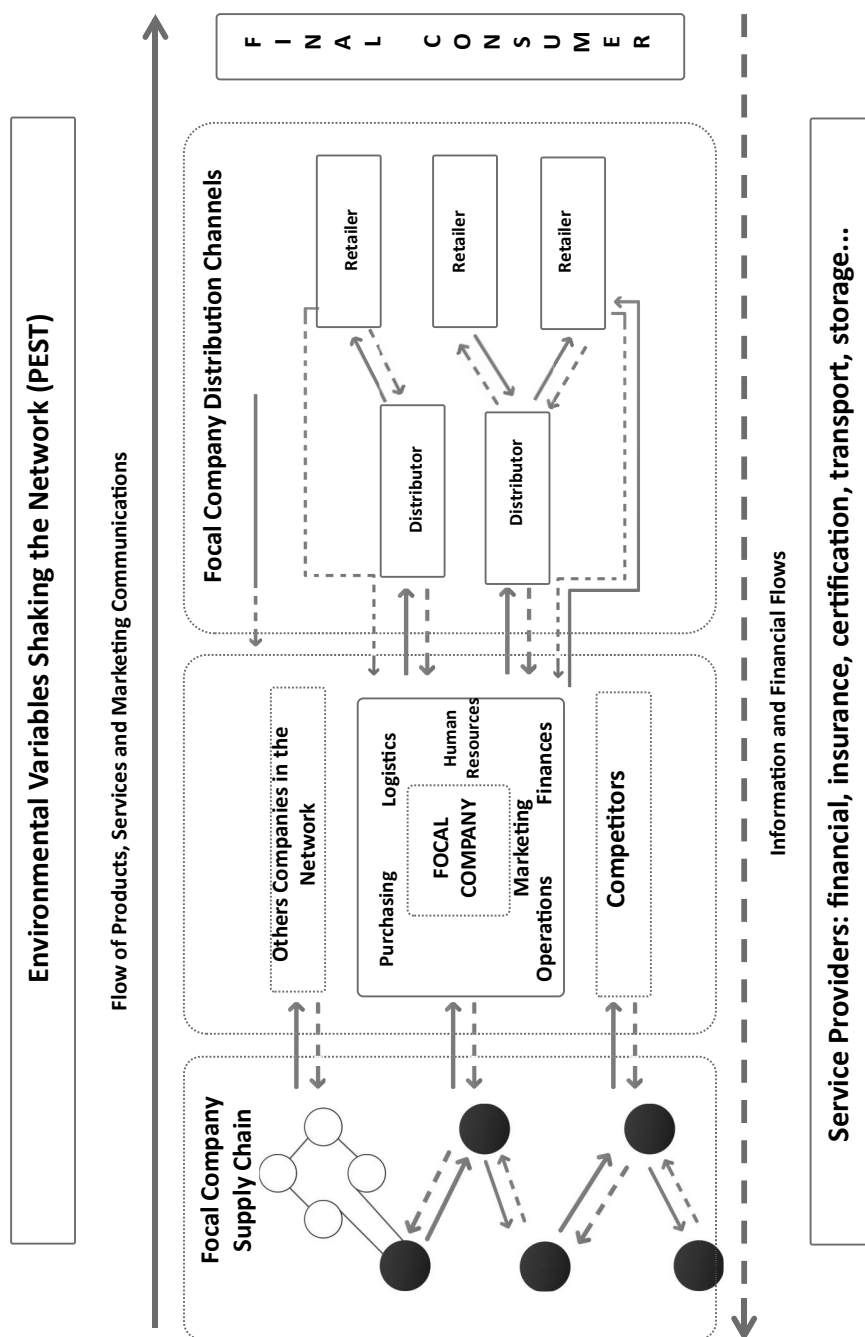 Environmental Variables Shaking the Network (PEST)
Flow of Products, Services and Marketing Communications
Focal Company
Supply Chain
Others Companies in the
Network
Purchasing
Logistics
FOCAL
COMPANY
Human
Resources
Marketing
Operations
Finances
Competitors
Focal Company Distribution Channels
Distributor
Distributor
Retailer
Retailer
Retailer
FINAL CONSUMER
Information and Financial Flows
Service Providers: financial, insurance, certification, transport, storage...